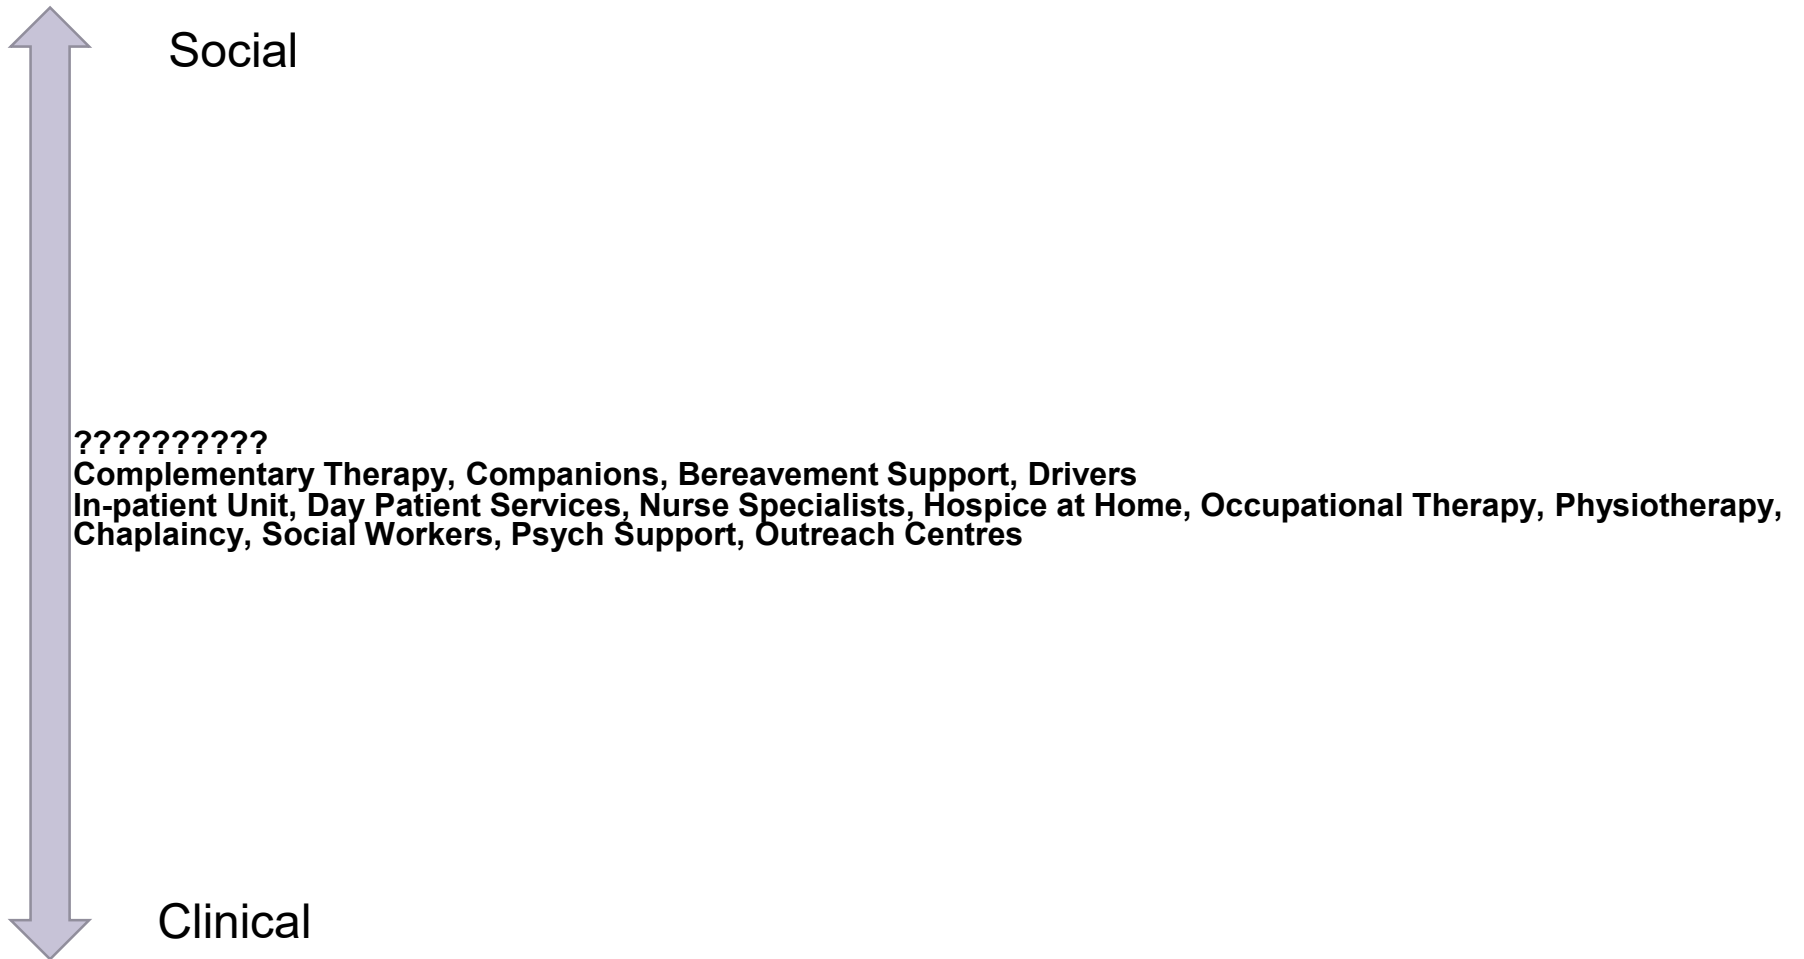 Social
??????????
Complementary Therapy, Companions, Bereavement Support, Drivers
In-patient Unit, Day Patient Services, Nurse Specialists, Hospice at Home, Occupational Therapy, Physiotherapy,
Chaplaincy, Social Workers, Psych Support, Outreach Centres
Clinical